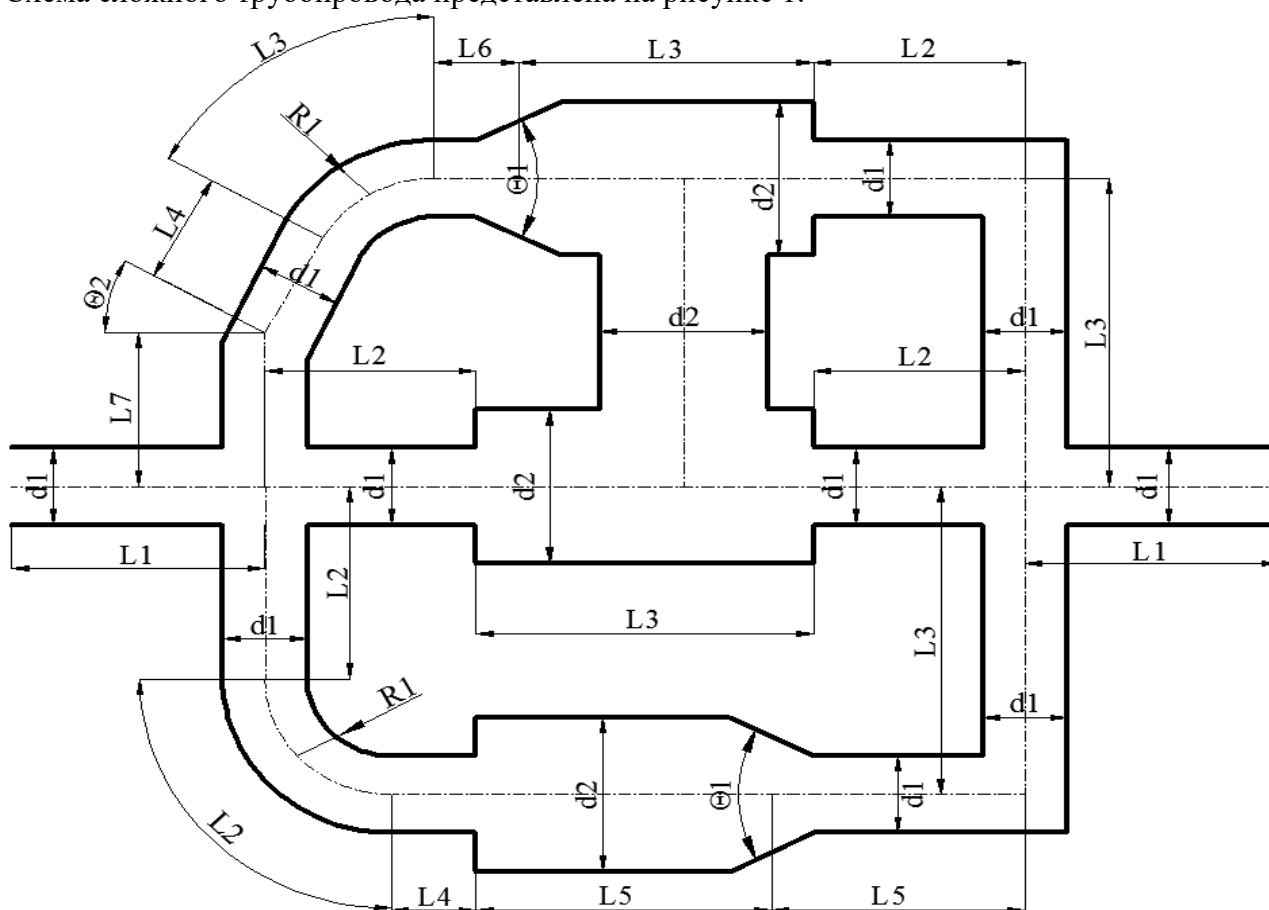 Схема сложного трубопровода представлена на рисунке 1.
L3
L6
L3
L2
R1
Θ1
d2
d1
L4
d1
Θ2
d2
d1
L3
L2
L2
L7
d1
d1
d2
d1
d1
L1
L2
L1
L3
L3
d1
R1
d1
d2
Θ1
d1
L2
L4
L5
L5